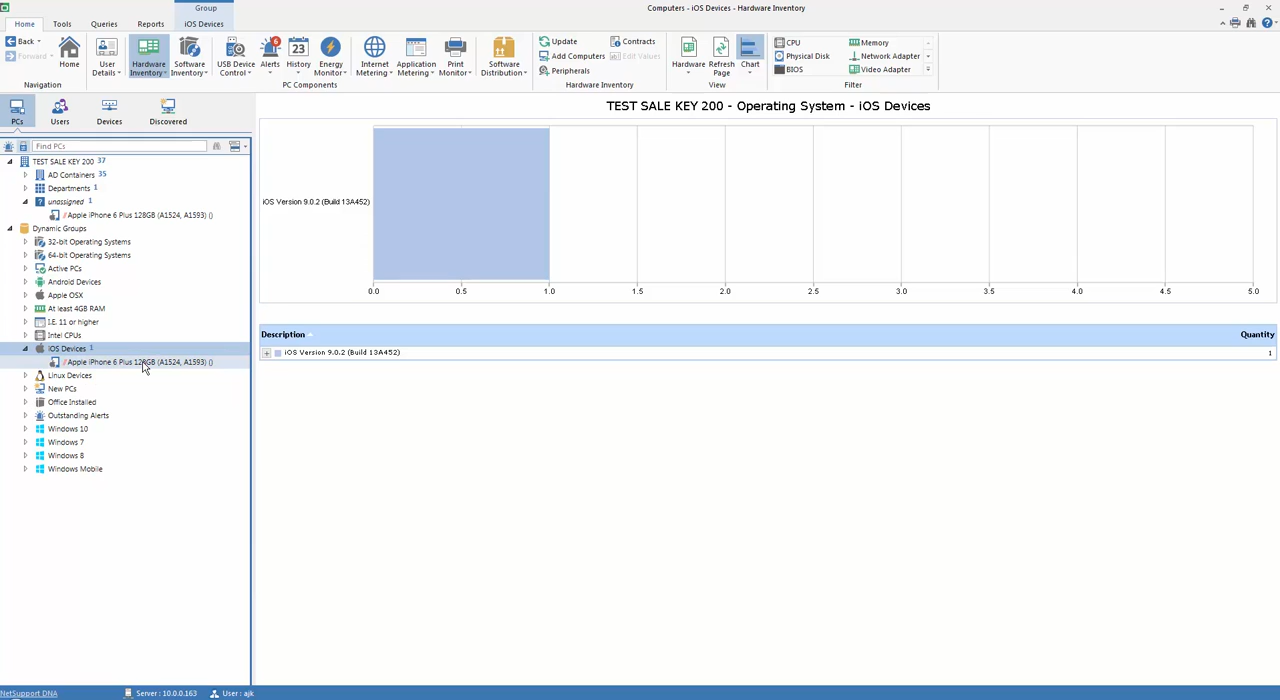 Group
Computers - iOS Devices - Hardware Inventory
Home Tools Queries Reports iOS Devices
Back
Forward
Home
Navigation
User Details
Hardware Inventory
Software Inventory
USB Device Control
Alerts
6
History
23
Energy Monitor
Internet Metering
Application Metering
Print Monitor
Software Distribution
PC Components
Update
Add Computers
Peripherals
Contracts
Edit Values
Hardware Inventory
Hardware
Refresh Page
Chart
View
CPU
Physical Disk
BIOS
Memory
Network Adapter
Video Adapter
Filter
PCs
Users
Devices
Discovered
Find PCs
TEST SALE KEY 200 37
AD Containers 35
Departments 1
unassigned 1
Apple iPhone 6 Plus 128GB (A1524, A1593) ()
Dynamic Groups
32-bit Operating Systems
64-bit Operating Systems
Active PCs
Android Devices
Apple OSX
At least 4GB RAM
I.E. 11 or higher
Intel CPUs
iOS Devices 1
Apple iPhone 6 Plus 128GB (A1524, A1593) ()
Linux Devices
New PCs
Office Installed
Outstanding Alerts
Windows 10
Windows 7
Windows 8
Windows Mobile
TEST SALE KEY 200 - Operating System - iOS Devices
iOS Version 9.0.2 (Build 13A452)
0.0 0.5 1.0 1.5 2.0 2.5 3.0 3.5 4.0 4.5 5.0
Description Quantity
iOS Version 9.0.2 (Build 13A452) 1
NetSupport DNA Server : 10.0.0.163 User : ajk